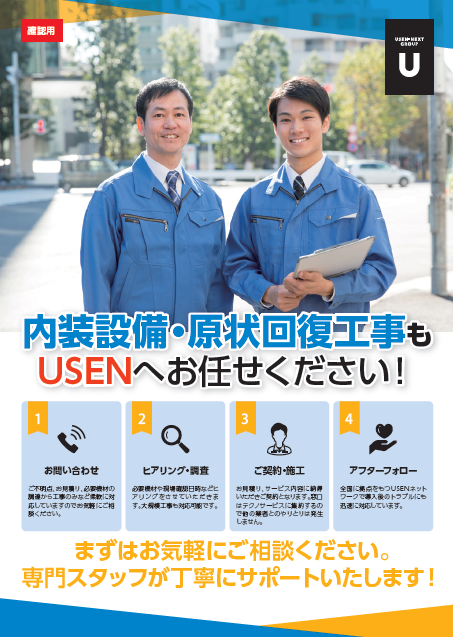 確認用
USEN-NEXT
GROUP
U
内装設備・原状回復工事も
USENへお任せください！
1
お問い合わせ
ご不明点、お見積り、必要機材の
調達から工事のみなど柔軟に対
応していますのでお気軽にご相
談ください。
2
ヒアリング・調査
必要機材や現場確認日時などヒ
アリングをさせていただきま
す。大規模工事も対応可能です。
3
ご契約・施工
お見積り、サービス内容に納得
いただきご契約となります。窓口
はテクノサービスに集約するの
で他の業者とのやりとりは発生
しません。
4
アフターフォロー
全国に拠点をもつUSENネット
ワークで導入後のトラブルにも
迅速に対応しています。
まずはお気軽にご相談ください。
専門スタッフが丁寧にサポートいたします！